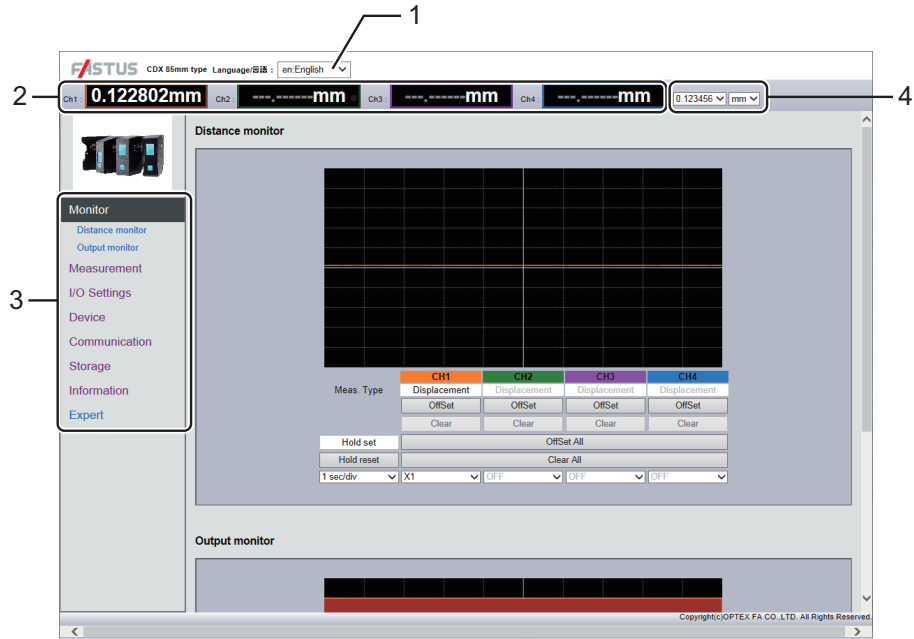 1
FASTUS CDX 85mm type Language/言語 : en:English
2 Ch1 : 0.122802mm Ch2 : ---.------mm Ch3 : ---.------mm Ch4 : ---.------mm 0.123456 mm 4
Distance monitor
3
Monitor
Distance monitor
Output monitor
Measurement
I/O Settings
Device
Communication
Storage
Information
Expert
CH1 CH2 CH3 CH4
Meas. Type Displacement Displacement Displacement Displacement
OffSet OffSet OffSet OffSet
Clear Clear Clear Clear
Hold set OffSet All
Hold reset Clear All
1 sec/div X1 OFF OFF OFF
Output monitor
Copyright(c)OPTEX FA CO.,LTD. All Rights Reserved.